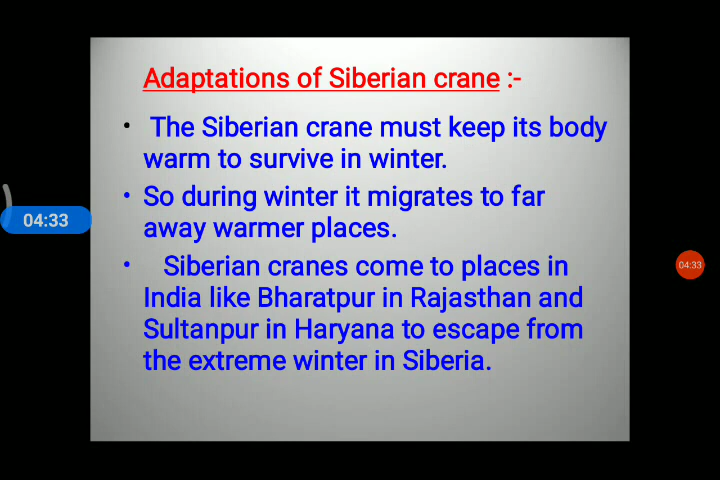 Adaptations of Siberian crane :-
• The Siberian crane must keep its body
warm to survive in winter.
• So during winter it migrates to far
away warmer places.
• Siberian cranes come to places in
India like Bharatpur in Rajasthan and
Sultanpur in Haryana to escape from
the extreme winter in Siberia.
04:33
04:33